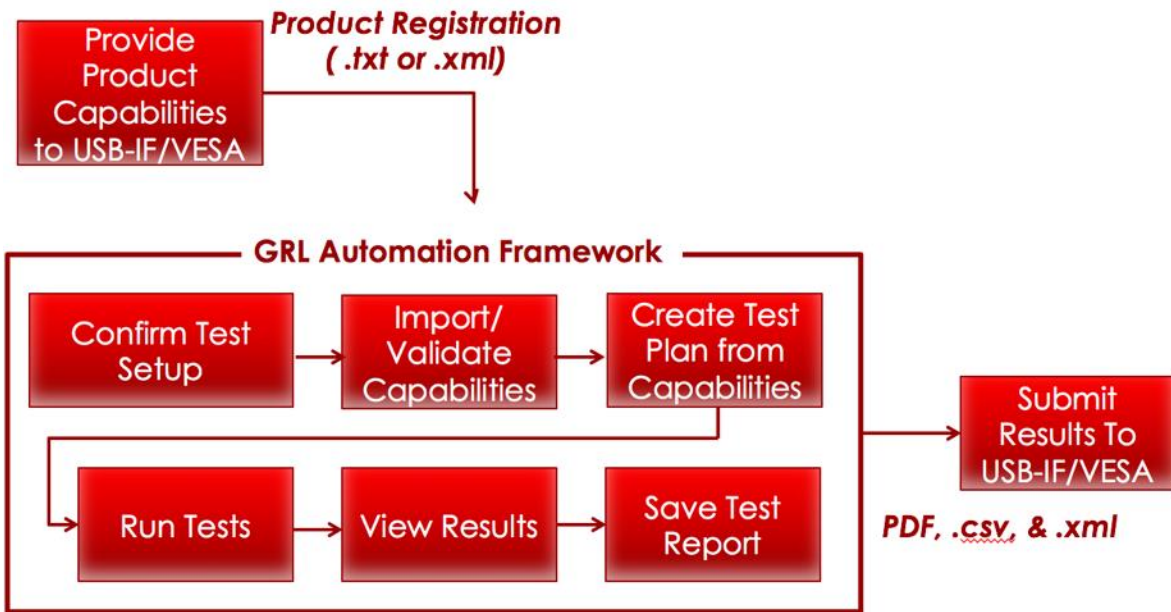 Provide
Product
Capabilities
to USB-IF/VESA
Product Registration
( .txt or .xml)
GRL Automation Framework
Confirm Test
Setup
Import/
Validate
Capabilities
Create Test
Plan from
Capabilities
Run Tests
View Results
Save Test
Report
Submit
Results To
USB-IF/VESA
PDF, .csv, & .xml